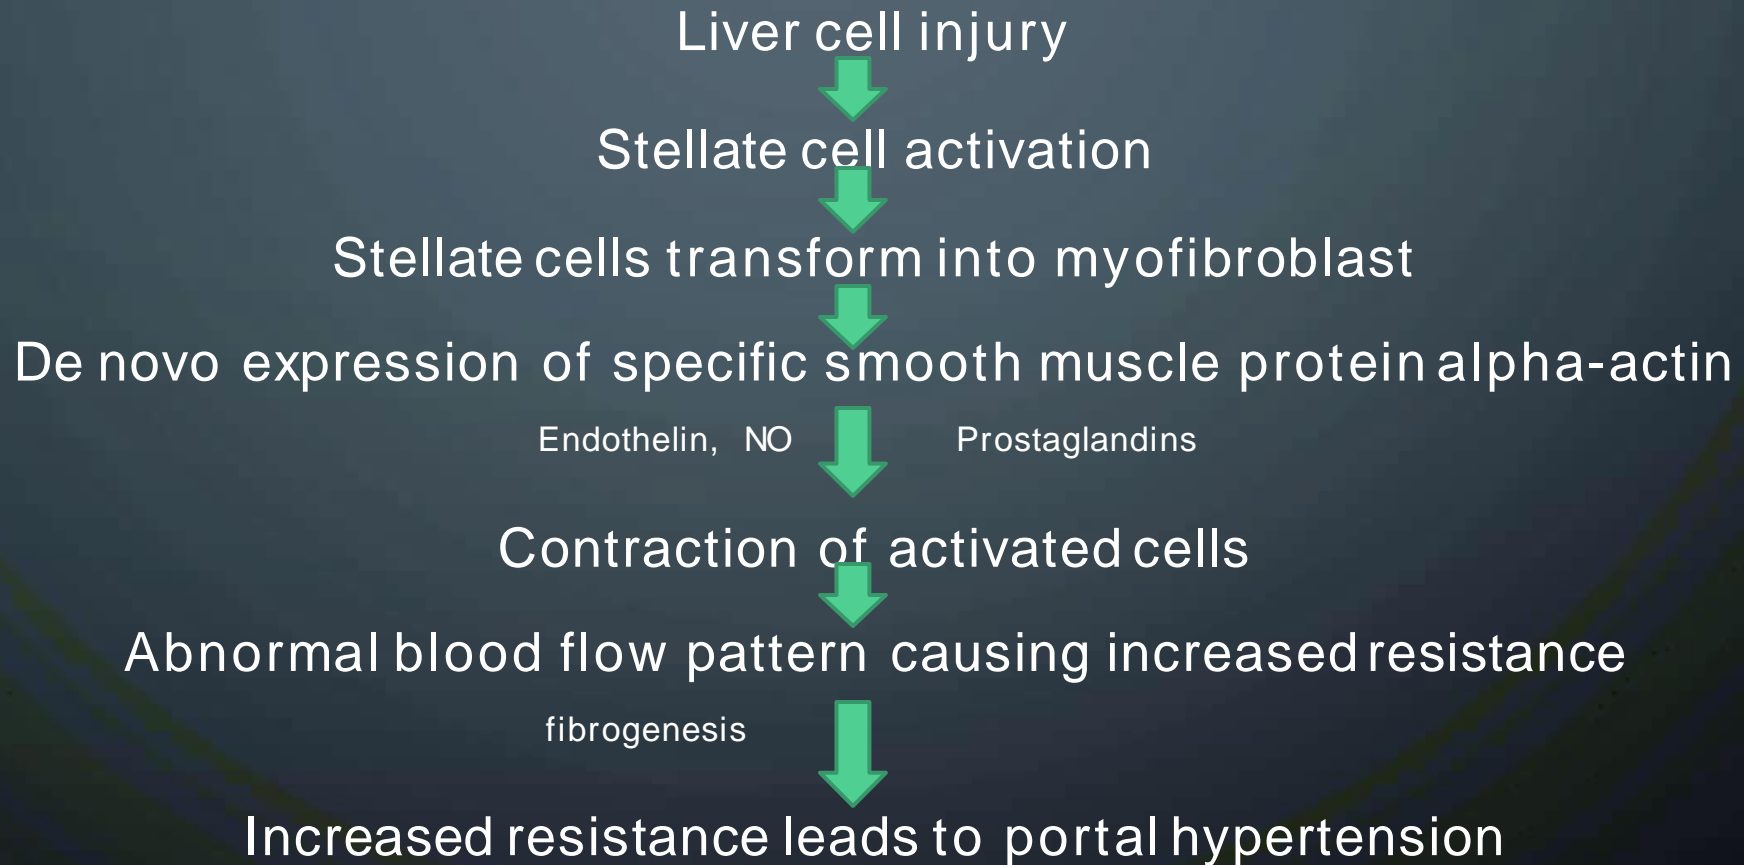 Liver cell injury
Stellate cell activation
Stellate cells transform into myofibroblast
De novo expression of specific smooth muscle protein alpha-actin
Endothelin, NO Prostaglandins
Contraction of activated cells
Abnormal blood flow pattern causing increased resistance
fibrogenesis
Increased resistance leads to portal hypertension